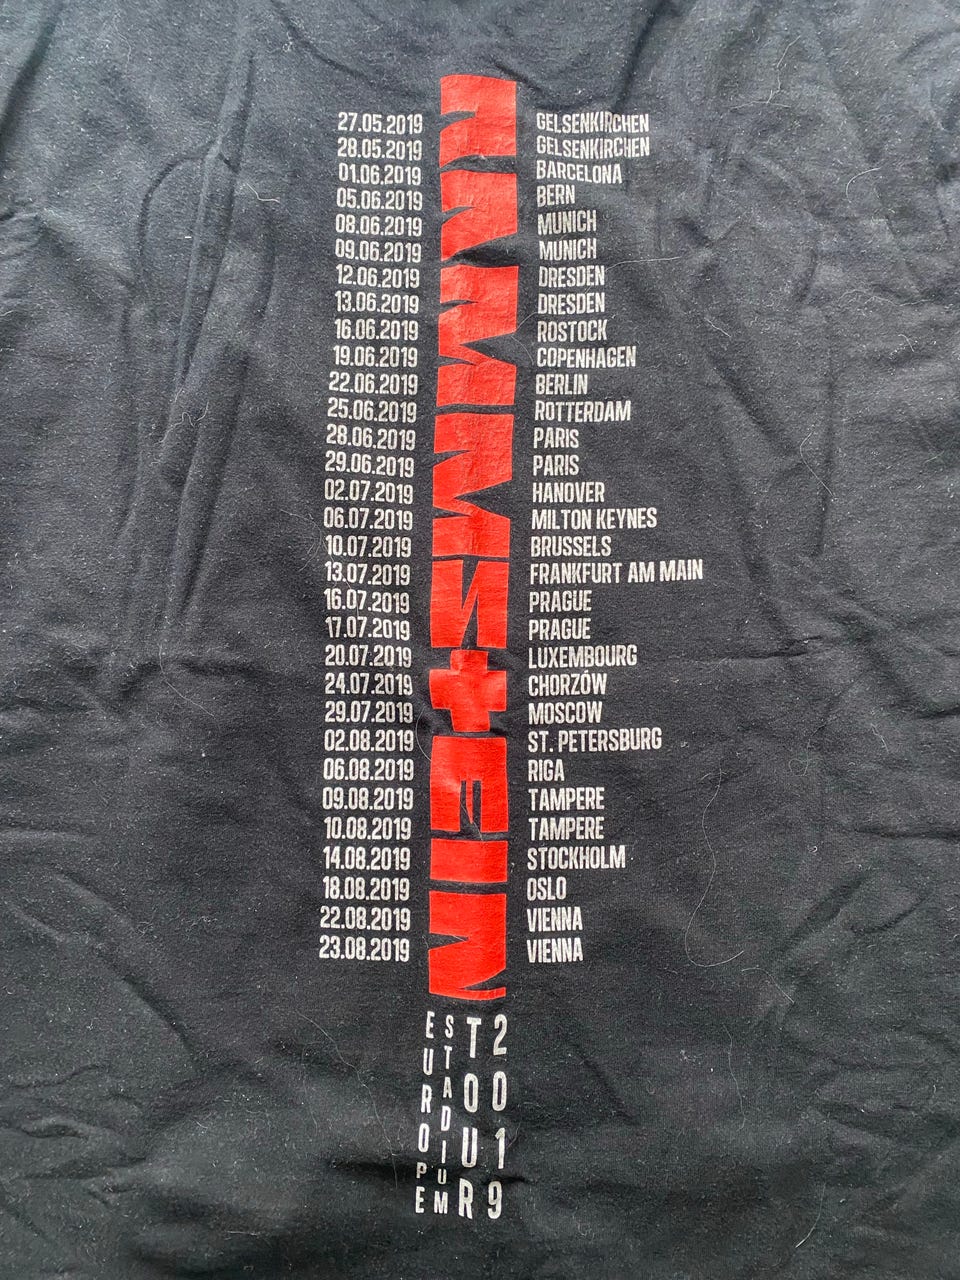 RAMMSTEIN
27.05.2019 GELSENKIRCHEN
28.05.2019 GELSENKIRCHEN
01.06.2019 BARCELONA
05.06.2019 BERN
08.06.2019 MUNICH
09.06.2019 MUNICH
12.06.2019 DRESDEN
13.06.2019 DRESDEN
16.06.2019 ROSTOCK
19.06.2019 COPENHAGEN
22.06.2019 BERLIN
25.06.2019 ROTTERDAM
28.06.2019 PARIS
29.06.2019 PARIS
02.07.2019 HANOVER
06.07.2019 MILTON KEYNES
10.07.2019 BRUSSELS
13.07.2019 FRANKFURT AM MAIN
16.07.2019 PRAGUE
17.07.2019 PRAGUE
20.07.2019 LUXEMBOURG
24.07.2019 CHORZÓW
29.07.2019 MOSCOW
02.08.2019 ST. PETERSBURG
06.08.2019 RIGA
09.08.2019 TAMPERE
10.08.2019 TAMPERE
14.08.2019 STOCKHOLM
18.08.2019 OSLO
22.08.2019 VIENNA
23.08.2019 VIENNA
EUROPE
STADIUM
TOUR
2019